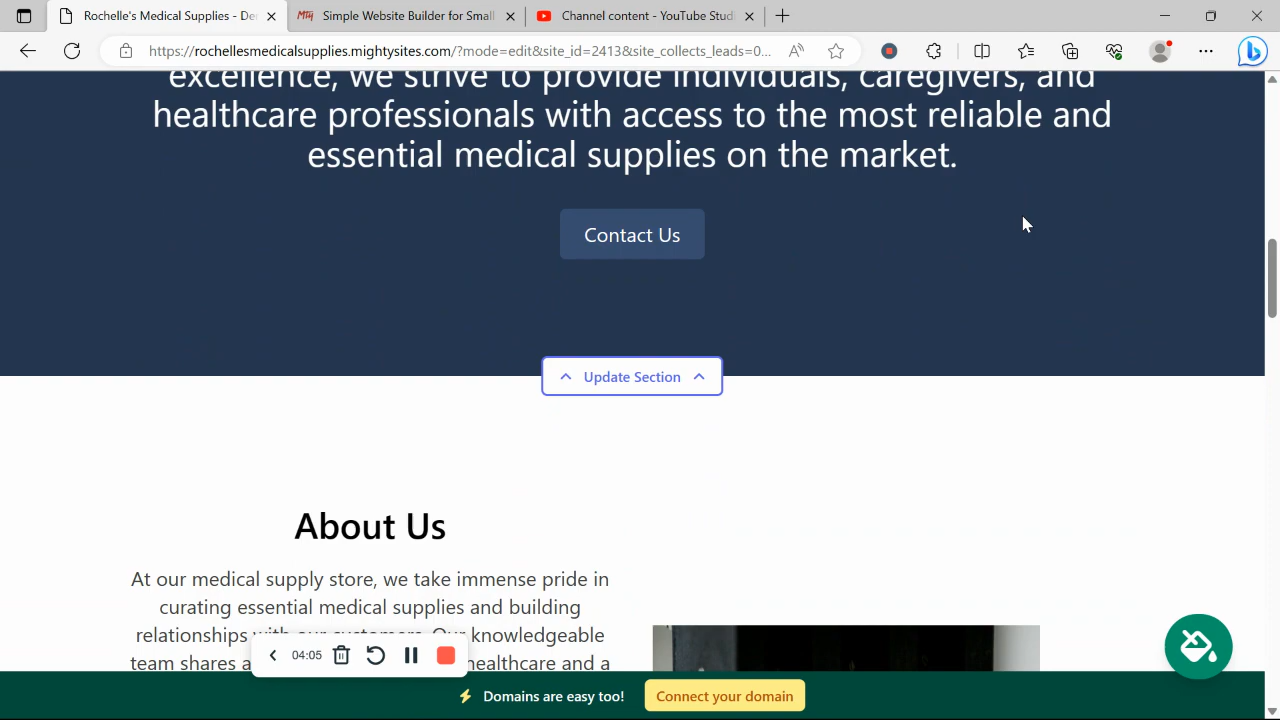 Rochelle's Medical Supplies - De
MTY Simple Website Builder for Small
Channel content - YouTube Studi
https://rochellesmedicalsupplies.mightysites.com/?mode=edit&site_id=2413&site_collects_leads=0...
excellence, we strive to provide individuals, caregivers, and
healthcare professionals with access to the most reliable and
essential medical supplies on the market.
Contact Us
Update Section
About Us
At our medical supply store, we take immense pride in
curating essential medical supplies and building
relationships with our customers. Our knowledgeable
team shares a healthcare and a
04:05
Domains are easy too!
Connect your domain